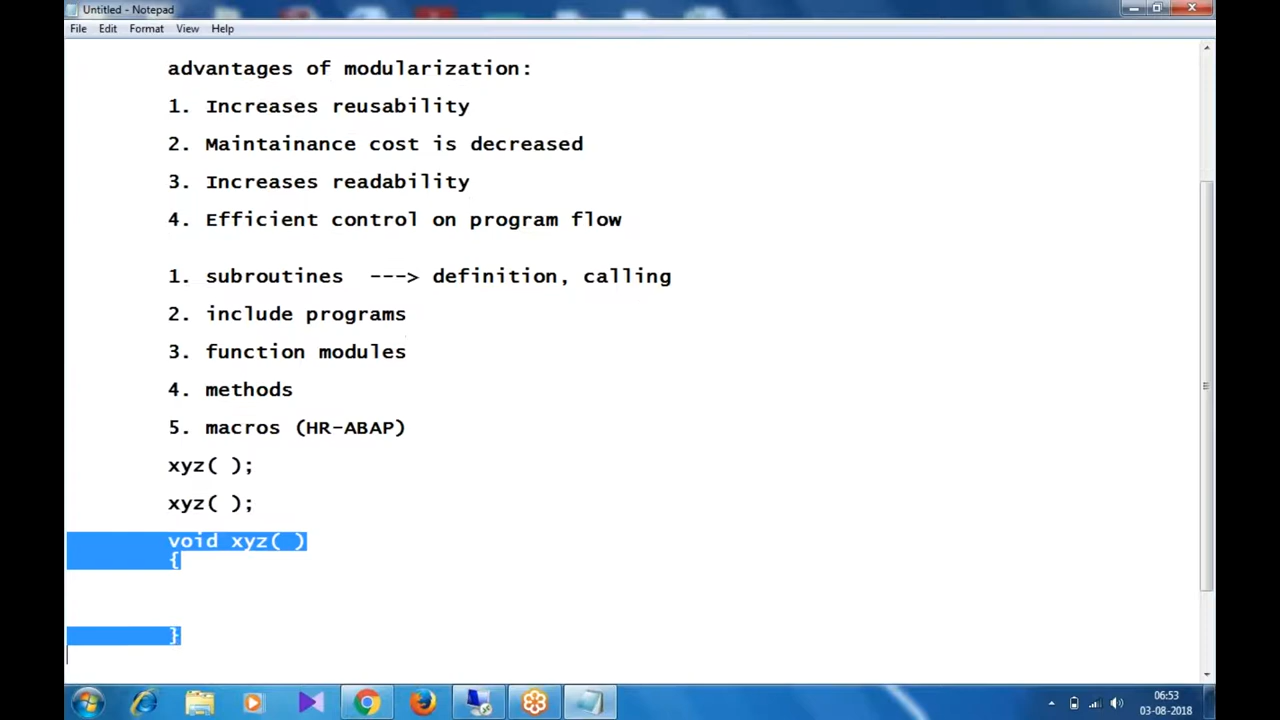 Untitled - Notepad
File Edit Format View Help
advantages of modularization:
1. Increases reusability
2. Maintainance cost is decreased
3. Increases readability
4. Efficient control on program flow
1. subroutines ---> definition, calling
2. include programs
3. function modules
4. methods
5. macros (HR-ABAP)
xyz( );
xyz( );
void xyz( )
{
}
06:53
03-08-2018